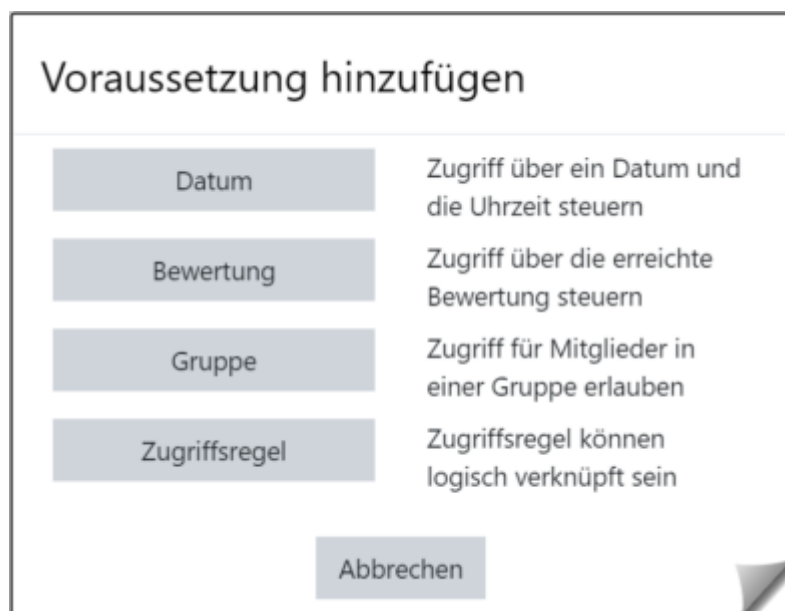 Voraussetzung hinzufügen
Datum
Zugriff über ein Datum und
die Uhrzeit steuern
Bewertung
Zugriff über die erreichte
Bewertung steuern
Gruppe
Zugriff für Mitglieder in
einer Gruppe erlauben
Zugriffsregel
Zugriffsregel können
logisch verknüpft sein
Abbrechen